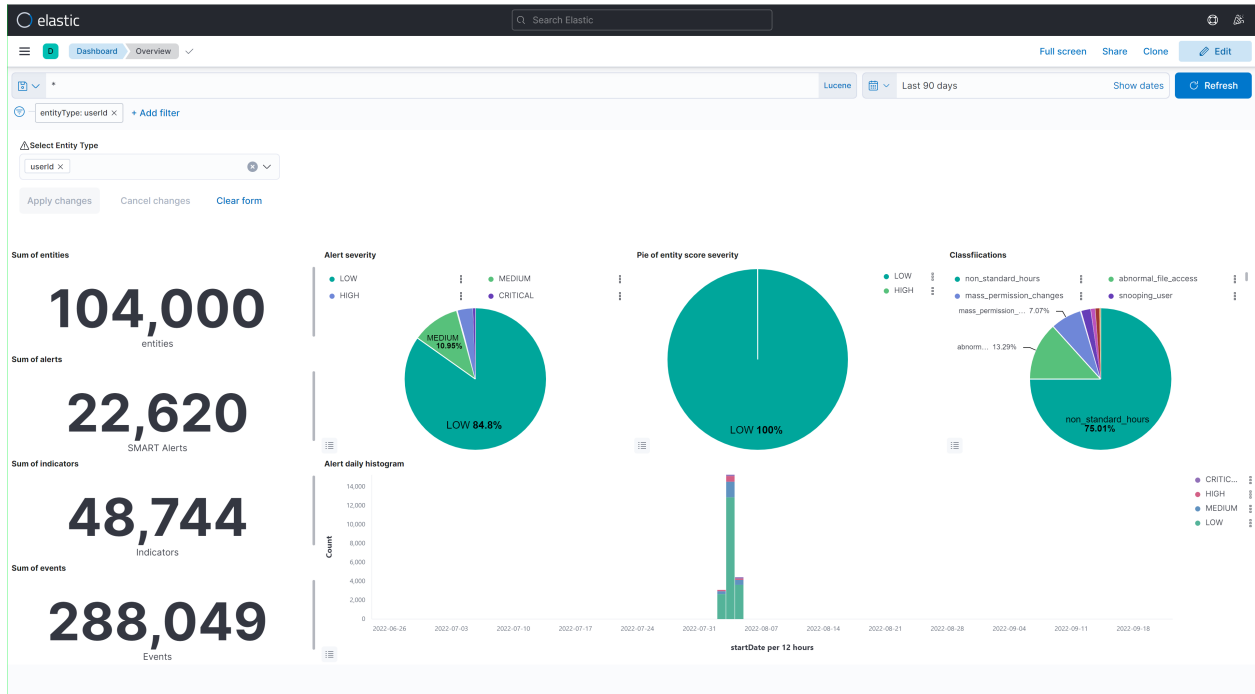 elastic
Search Elastic
D
Dashboard
Overview
Full screen
Share
Clone
Edit
*
Lucene
Last 90 days
Show dates
Refresh
entityType: userId ×
+ Add filter
Select Entity Type
userId ×
Apply changes
Cancel changes
Clear form
Sum of entities
104,000
entities
Sum of alerts
22,620
SMART Alerts
Sum of indicators
48,744
Indicators
Sum of events
288,049
Events
Alert severity
LOW
MEDIUM
HIGH
CRITICAL
MEDIUM
10.95%
LOW 84.8%
Pie of entity score severity
LOW
HIGH
LOW 100%
Classfiications
non_standard_hours
abnormal_file_access
mass_permission_changes
snooping_user
mass_permission_... 7.07%
abnorm... 13.29%
non_standard_hours
75.01%
Alert daily histogram
14,000
12,000
10,000
8,000
6,000
4,000
2,000
0
Count
2022-06-26
2022-07-03
2022-07-10
2022-07-17
2022-07-24
2022-07-31
2022-08-07
2022-08-14
2022-08-21
2022-08-28
2022-09-04
2022-09-11
2022-09-18
startDate per 12 hours
CRITIC...
HIGH
MEDIUM
LOW